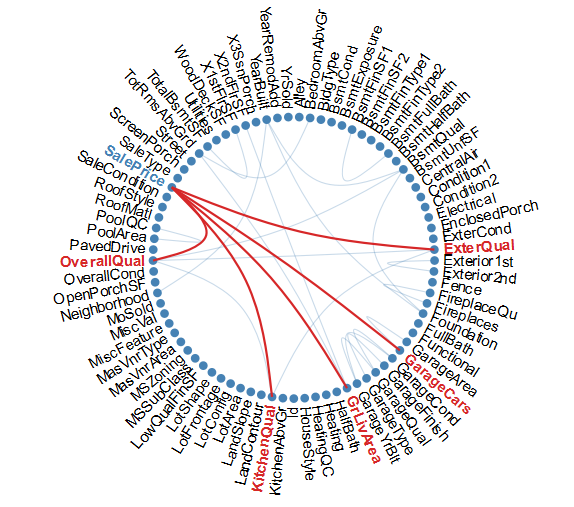 Alley
BedroomAbvGr
BldgType
BsmtCond
BsmtExposure
BsmtFinSF1
BsmtFinSF2
BsmtFinType1
BsmtFinType2
BsmtFullBath
BsmtHalfBath
BsmtQual
BsmtUnfSF
CentralAir
Condition1
Condition2
Electrical
EnclosedPorch
ExterCond
ExterQual
Exterior1st
Exterior2nd
Fence
FireplaceQu
Fireplaces
Foundation
FullBath
Functional
GarageArea
GarageCars
GarageCond
GarageFinish
GarageQual
GarageType
GarageYrBlt
GrLivArea
HalfBath
Heating
HeatingQC
HouseStyle
Id
KitchenAbvGr
KitchenQual
LandContour
LandSlope
LotArea
LotConfig
LotFrontage
LotShape
LowQualFinSF
MSSubClass
MSZoning
MasVnrArea
MasVnrType
MiscFeature
MiscVal
MoSold
Neighborhood
OpenPorchSF
OverallCond
OverallQual
PavedDrive
PoolArea
PoolQC
RoofMatl
RoofStyle
SaleCondition
SalePrice
SaleType
ScreenPorch
Street
TotRmsAbvGrd
TotalBsmtSF
Utilities
WoodDeckSF
X1stFlrSF
X2ndFlrSF
X3SsnPorch
YearBuilt
YearRemodAdd
YrSold